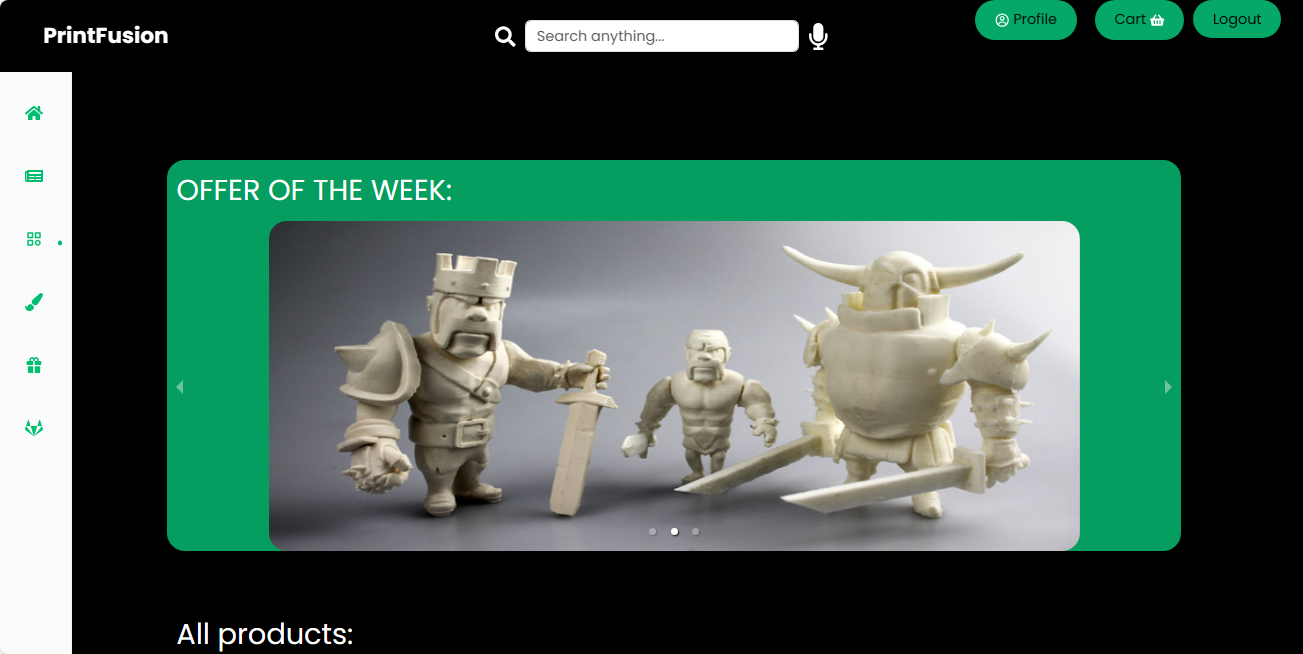 PrintFusion
Search anything...
Profile
Cart
Logout
OFFER OF THE WEEK:
All products: